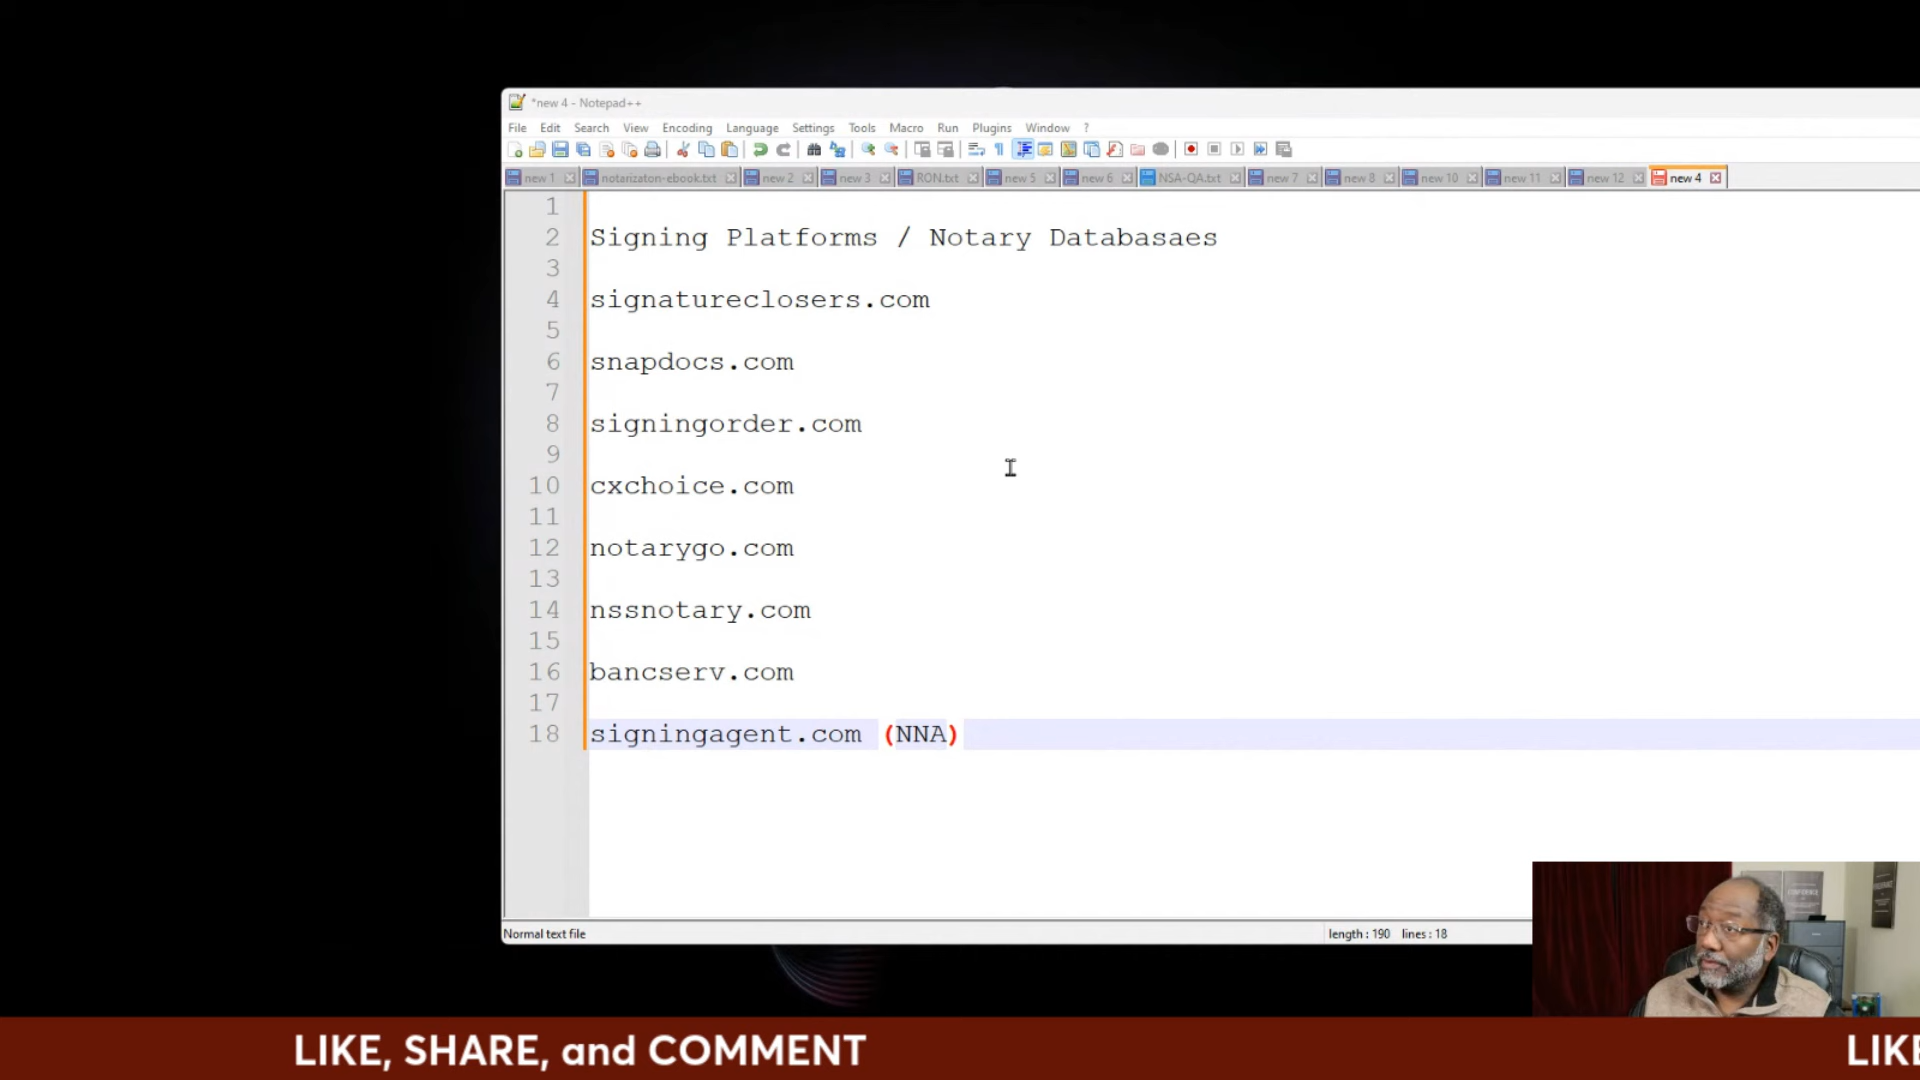 *new 4 - Notepad++
File Edit Search View Encoding Language Settings Tools Macro Run Plugins Window ?
new 1 notarizaton-ebook.txt new 2 new 3 RON.txt new 5 new 6 NSA-QA.txt new 7 new 8 new 10 new 11 new 12 new 4
1
2 Signing Platforms / Notary Databasaes
3
4 signatureclosers.com
5
6 snapdocs.com
7
8 signingorder.com
9
10 cxchoice.com
11
12 notarygo.com
13
14 nssnotary.com
15
16 bancserv.com
17
18 signingagent.com (NNA)
Normal text file length : 190 lines : 18
LIKE, SHARE, and COMMENT LIKE